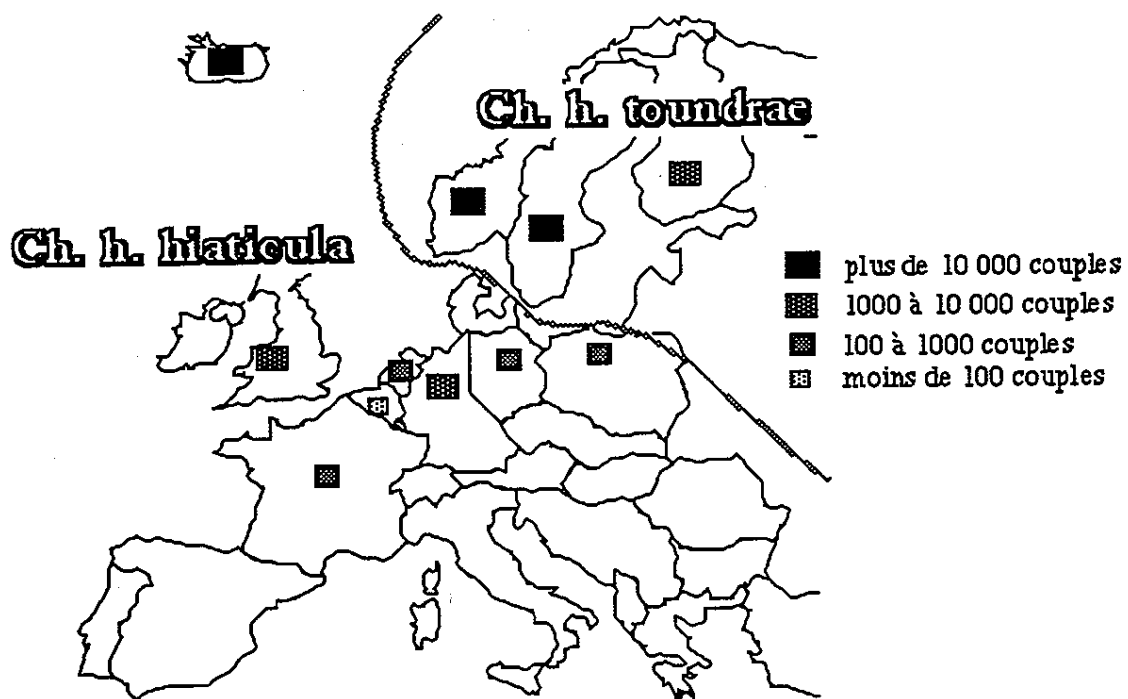 Ch. h. toundrae
Ch. h. hiaticula
plus de 10 000 couples
1000 à 10 000 couples
100 à 1000 couples
moins de 100 couples